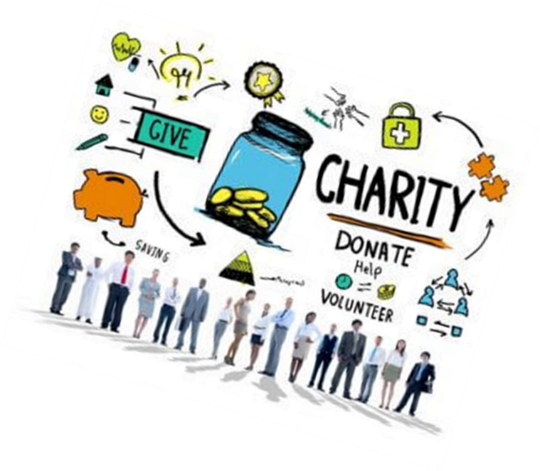 GIVE
CHARITY
DONATE
Help
SAVING
VOLUNTEER